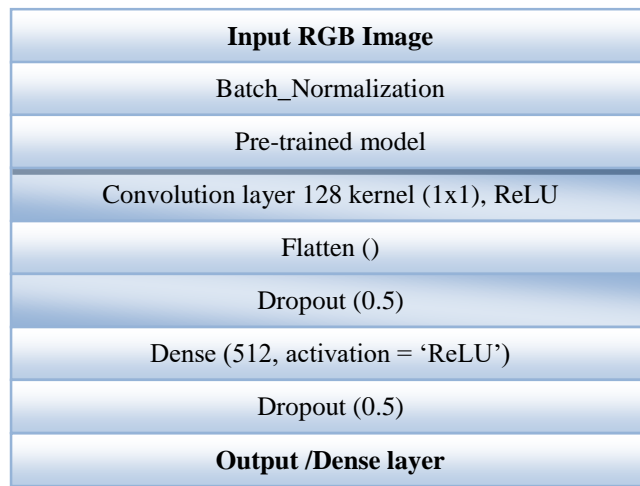 Input RGB Image
Batch_Normalization
Pre-trained model
Convolution layer 128 kernel (1x1), ReLU
Flatten ()
Dropout (0.5)
Dense (512, activation = ‘ReLU’)
Dropout (0.5)
Output /Dense layer